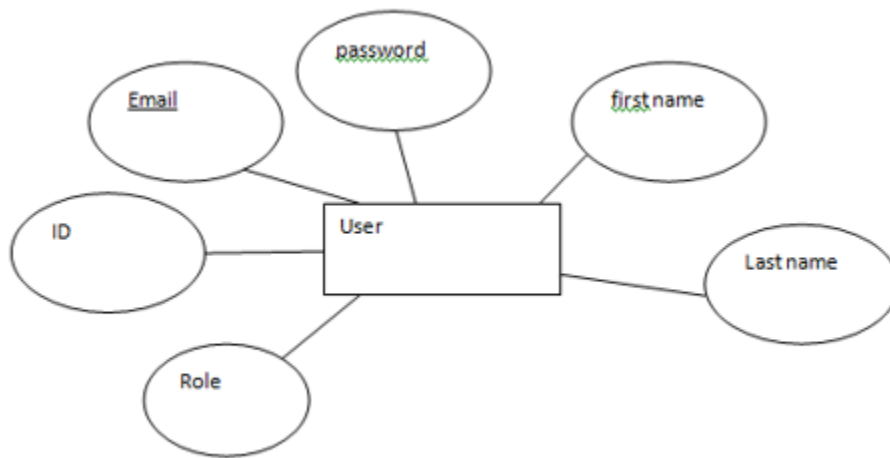 password
Email
first name
ID
User
Last name
Role